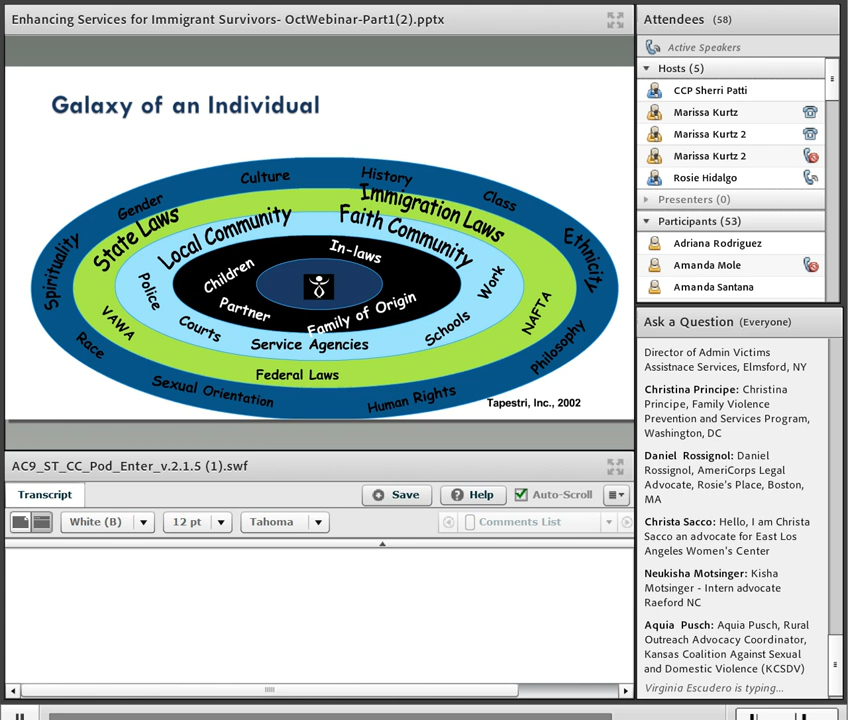 Enhancing Services for Immigrant Survivors- OctWebinar-Part1(2).pptx
Galaxy of an Individual
Culture
History
Gender
Class
Spirituality
Ethnicity
Race
Philosophy
Sexual Orientation
Human Rights
State Laws
Immigration Laws
VAWA
NAFTA
Federal Laws
Local Community
Faith Community
Police
Work
Courts
Schools
Service Agencies
In-laws
Children
Partner
Family of Origin
Tapestri, Inc., 2002
AC9_ST_CC_Pod_Enter_v.2.1.5 (1).swf
Transcript
Save
Help
Auto-Scroll
White (B)
12 pt
Tahoma
Comments List
Attendees (58)
Active Speakers
Hosts (5)
CCP Sherri Patti
Marissa Kurtz
Marissa Kurtz 2
Marissa Kurtz 2
Rosie Hidalgo
Presenters (0)
Participants (53)
Adriana Rodriguez
Amanda Mole
Amanda Santana
Ask a Question (Everyone)
Director of Admin Victims
Assistnace Services, Elmsford, NY
Christina Principe: Christina
Principe, Family Violence
Prevention and Services Program,
Washington, DC
Daniel Rossignol: Daniel
Rossignol, AmeriCorps Legal
Advocate, Rosie's Place, Boston,
MA
Christa Sacco: Hello, I am Christa
Sacco an advocate for East Los
Angeles Women's Center
Neukisha Motsinger: Kisha
Motsinger - Intern advocate
Raeford NC
Aquia Pusch: Aquia Pusch, Rural
Outreach Advocacy Coordinator,
Kansas Coalition Against Sexual
and Domestic Violence (KCSDV)
Virginia Escudero is typing...